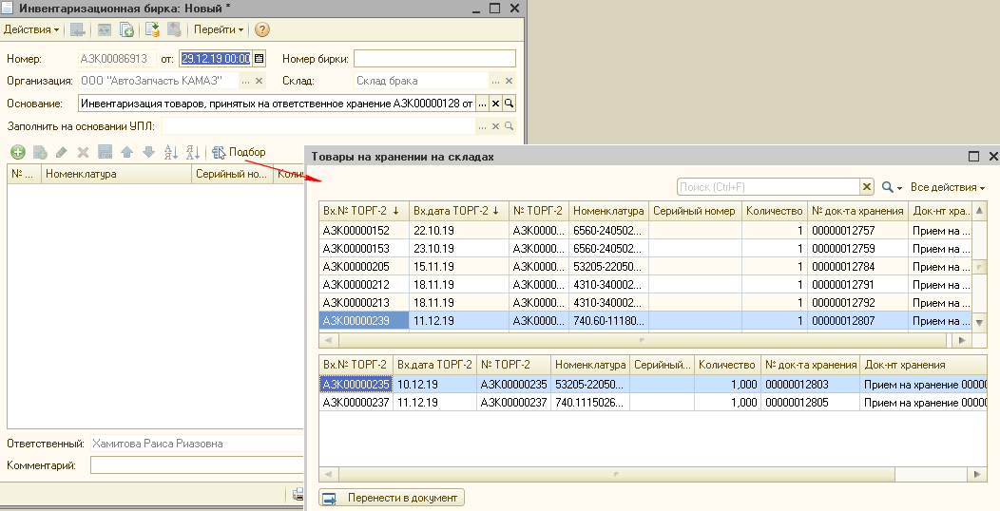 Инвентаризационная бирка: Новый *
Действия Перейти
Номер: АЗК00086913 от: 29.12.19 00:00 Номер бирки:
Организация: ООО "АвтоЗапчасть КАМАЗ" ... Склад: Склад брака ...
Основание: Инвентаризация товаров, принятых на ответственное хранение АЗК00000128 от ...
Заполнить на основании УПЛ: ...
Подбор
№ ... Номенклатура Серийный но... Колич
Товары на хранении на складах
Поиск (Ctrl+F) Все действия
Вх.№ ТОРГ-2 Вх.дата ТОРГ-2 № ТОРГ-2 Номенклатура Серийный номер Количество № док-та хранения Док-нт хра...
АЗК00000152 22.10.19 АЗК0000... 6560-240502... 1 00000012757 Прием на ...
АЗК00000153 23.10.19 АЗК0000... 6560-240502... 1 00000012759 Прием на ...
АЗК00000205 15.11.19 АЗК0000... 53205-22050... 1 00000012784 Прием на ...
АЗК00000212 18.11.19 АЗК0000... 4310-340002... 1 00000012791 Прием на ...
АЗК00000213 18.11.19 АЗК0000... 4310-340002... 1 00000012792 Прием на ...
АЗК00000239 11.12.19 АЗК0000... 740.60-11180... 1 00000012807 Прием на ...
Вх.№ ТОРГ-2 Вх.дата ТОРГ-2 № ТОРГ-2 Номенклатура Серийный... Количество № док-та хранения Док-нт хранения
АЗК00000235 10.12.19 АЗК00000235 53205-22050... 1,000 00000012803 Прием на хранение 0000
АЗК00000237 11.12.19 АЗК00000237 740.1115026... 1,000 00000012805 Прием на хранение 0000
Ответственный: Хамитова Раиса Риазовна
Комментарий:
Перенести в документ